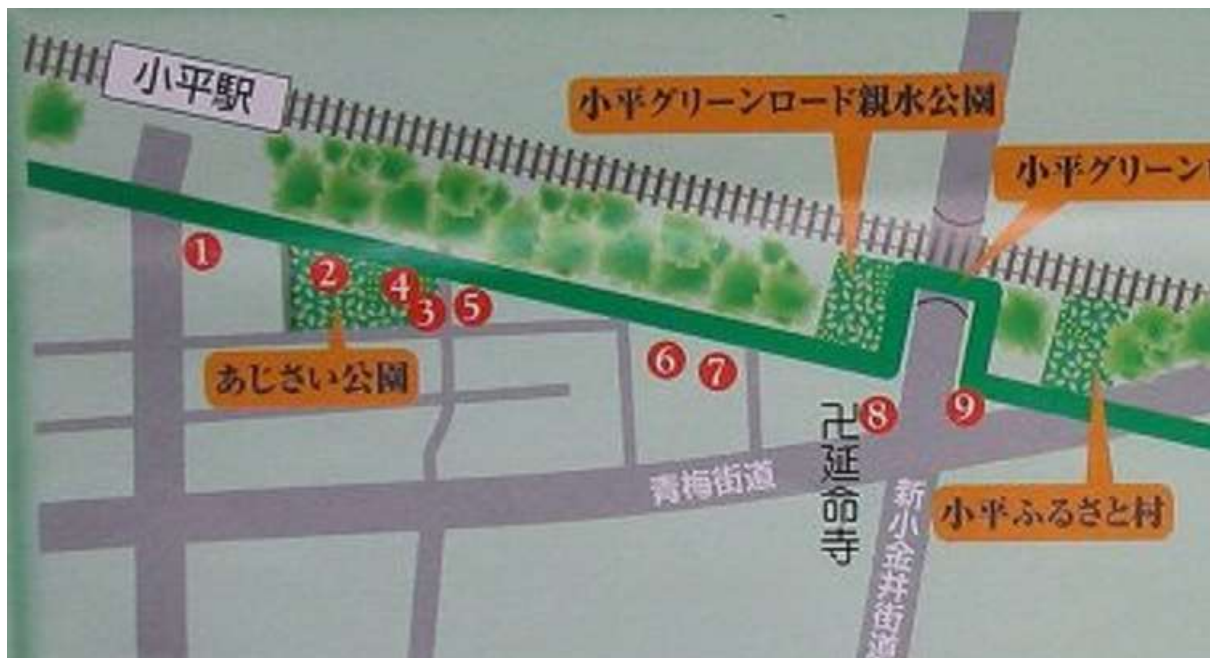 小平駅
小平グリーンロード親水公園
小平グリーン
1
2
4
3
5
あじさい公園
6
7
8
9
卍延命寺
青梅街道
新小金井街道
小平ふるさと村